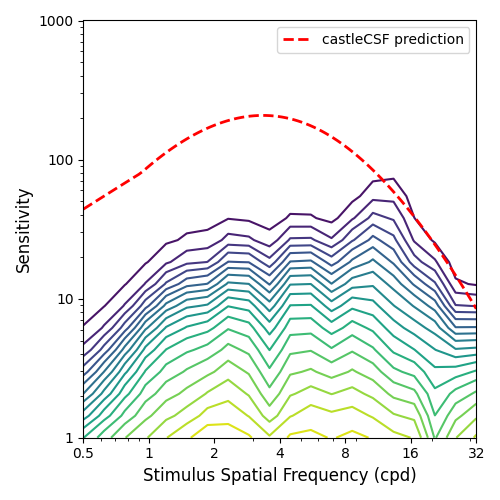 1000
castleCSF prediction
100
Sensitivity
10
1
0.5 1 2 4 8 16 32
Stimulus Spatial Frequency (cpd)